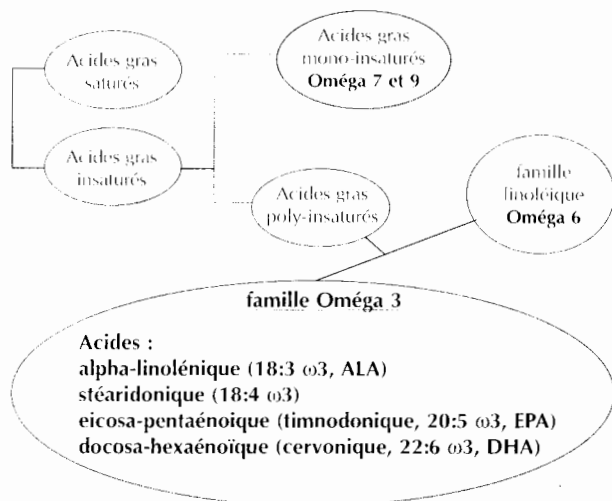 Acides gras
saturés
Acides gras
mono-insaturés
Oméga 7 et 9
Acides gras
insaturés
Acides gras
poly-insaturés
famille
linoléique
Oméga 6
famille Oméga 3
Acides :
alpha-linolénique (18:3 ω3, ALA)
stéaridonique (18:4 ω3)
eicosa-pentaénoique (timnodonique, 20:5 ω3, EPA)
docosa-hexaénoïque (cervonique, 22:6 ω3, DHA)